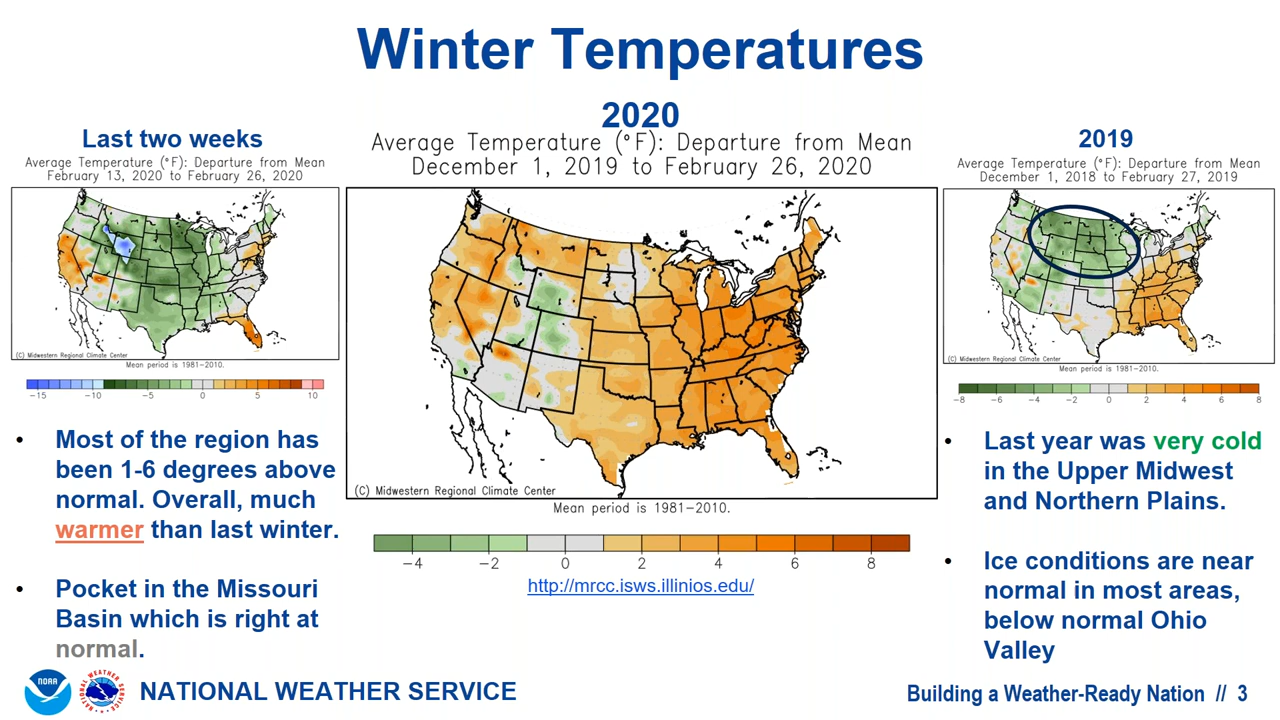 Winter Temperatures
Last two weeks
Average Temperature (°F): Departure from Mean
February 13, 2020 to February 26, 2020
(C) Midwestern Regional Climate Center
Mean period is 1981-2010.
-15 -10 -5 0 5 10
• Most of the region has
been 1-6 degrees above
normal. Overall, much
warmer than last winter.
• Pocket in the Missouri
Basin which is right at
normal.
2020
Average Temperature (°F): Departure from Mean
December 1, 2019 to February 26, 2020
(C) Midwestern Regional Climate Center
Mean period is 1981-2010.
-4 -2 0 2 4 6 8
http://mrcc.isws.illinios.edu/
2019
Average Temperature (°F): Departure from Mean
December 1, 2018 to February 27, 2019
(C) Midwestern Regional Climate Center
Mean period is 1981-2010.
-8 -6 -4 -2 0 2 4 6 8
• Last year was very cold
in the Upper Midwest
and Northern Plains.
• Ice conditions are near
normal in most areas,
below normal Ohio
Valley
NOAA
NATIONAL WEATHER SERVICE
NATIONAL WEATHER SERVICE
Building a Weather-Ready Nation // 3